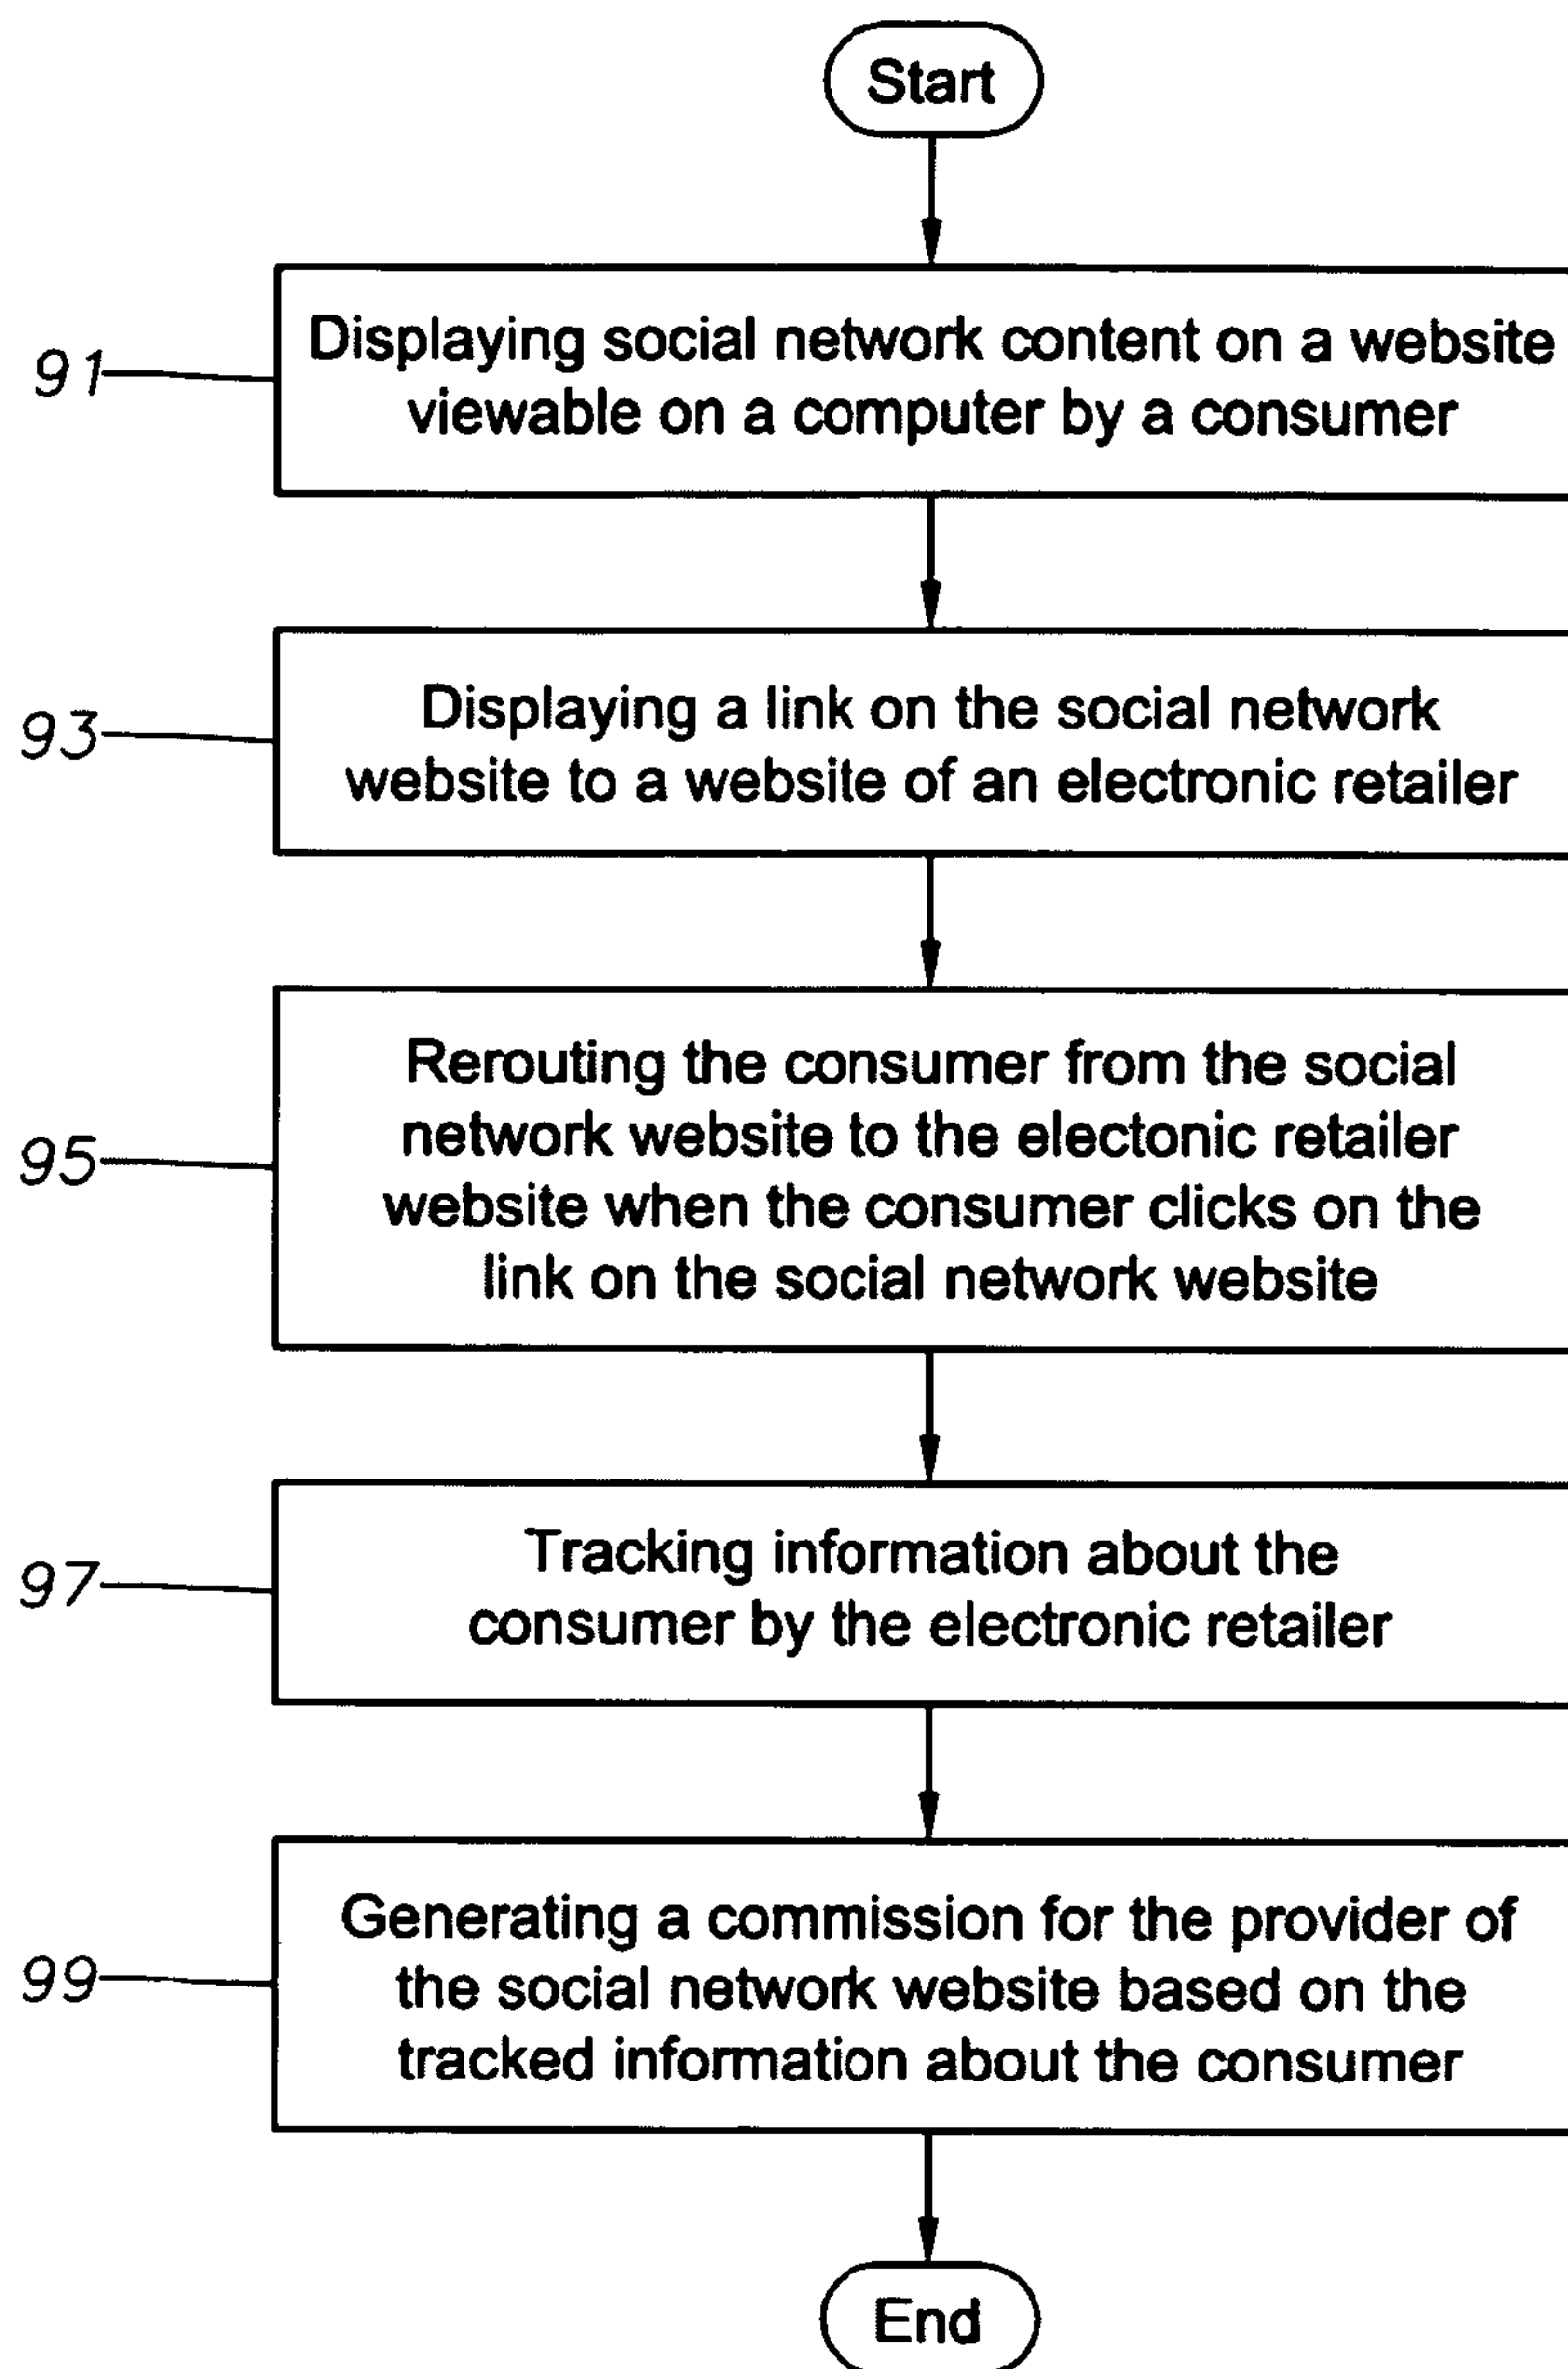 Start
91
Displaying social network content on a website
viewable on a computer by a consumer
93
Displaying a link on the social network
website to a website of an electronic retailer
95
Rerouting the consumer from the social
network website to the electonic retailer
website when the consumer clicks on the
link on the social network website
97
Tracking information about the
consumer by the electronic retailer
99
Generating a commission for the provider of
the social network website based on the
tracked information about the consumer
End